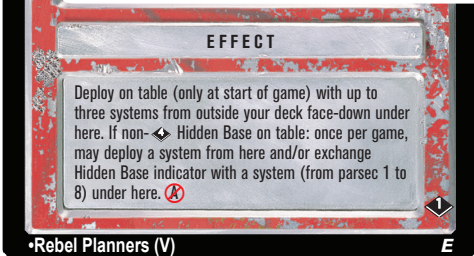 EFFECT
Deploy on table (only at start of game) with up
to three systems from outside your deck face-down under
here. If non- 4 Hidden Base on table: once per game,
may deploy a system from here and/or exchange
Hidden Base indicator with a system (from parsec 1 to
8) under here. A
1
•Rebel Planners (V) E